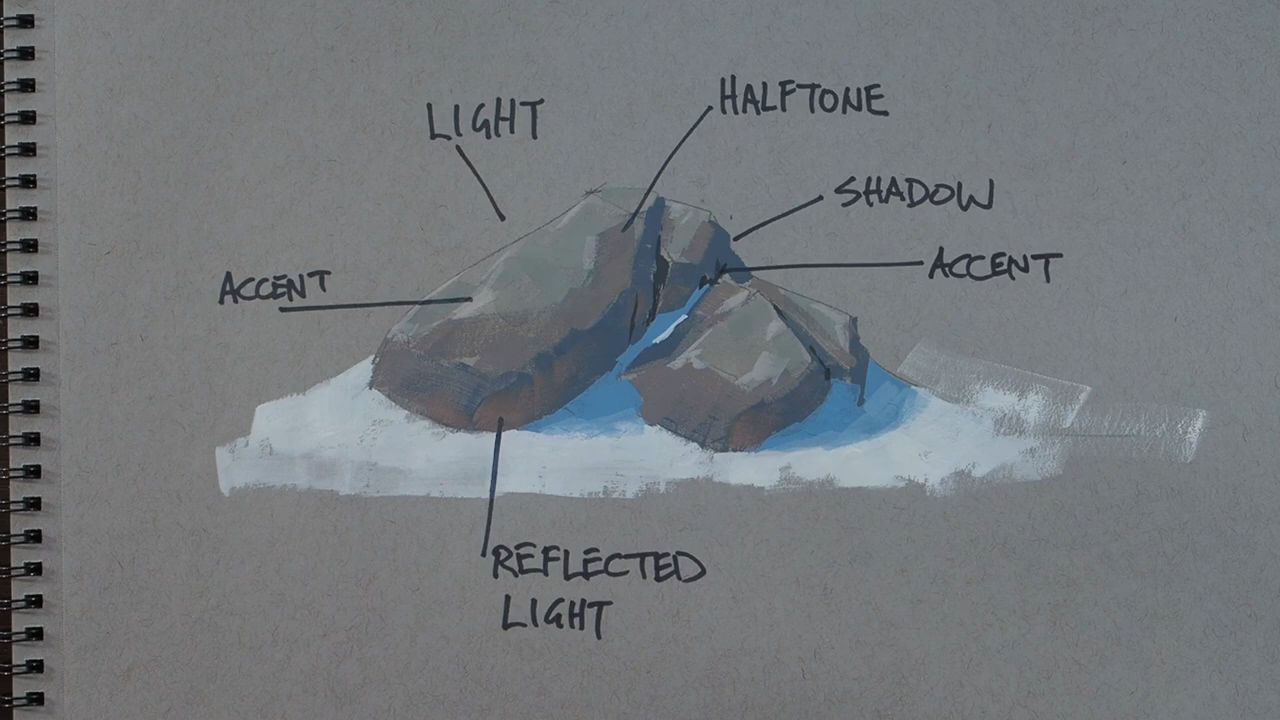 HALFTONE
LIGHT
SHADOW
ACCENT
ACCENT
REFLECTED
LIGHT